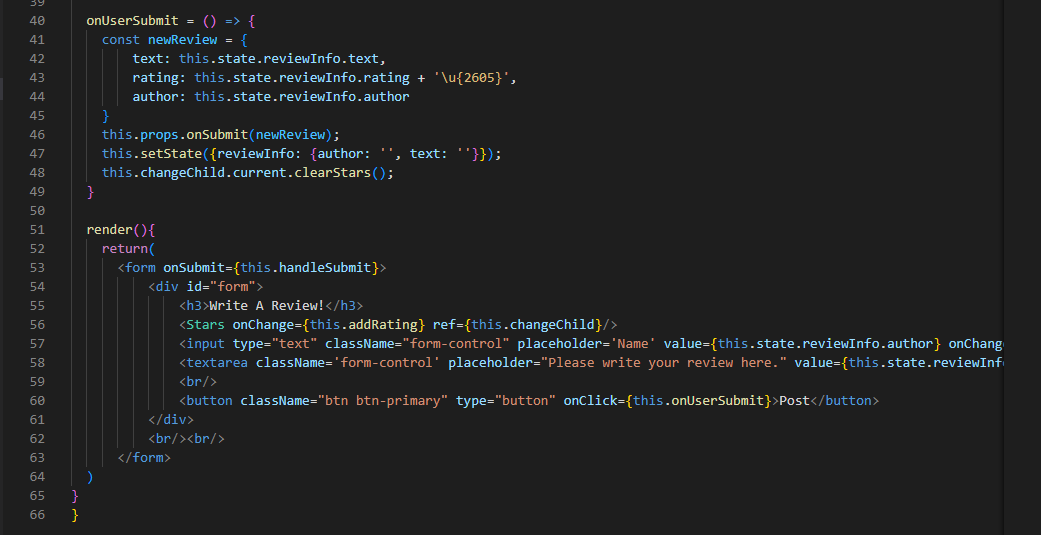 39
40 onUserSubmit = () => {
41 const newReview = {
42 text: this.state.reviewInfo.text,
43 rating: this.state.reviewInfo.rating + '\u{2605}',
44 author: this.state.reviewInfo.author
45 }
46 this.props.onSubmit(newReview);
47 this.setState({reviewInfo: {author: '', text: ''}});
48 this.changeChild.current.clearStars();
49 }
50
51 render(){
52 return(
53 <form onSubmit={this.handleSubmit}>
54 <div id="form">
55 <h3>Write A Review!</h3>
56 <Stars onChange={this.addRating} ref={this.changeChild}/>
57 <input type="text" className="form-control" placeholder='Name' value={this.state.reviewInfo.author} onChang
58 <textarea className='form-control' placeholder="Please write your review here." value={this.state.reviewInf
59 <br/>
60 <button className="btn btn-primary" type="button" onClick={this.onUserSubmit}>Post</button>
61 </div>
62 <br/><br/>
63 </form>
64 )
65 }
66 }